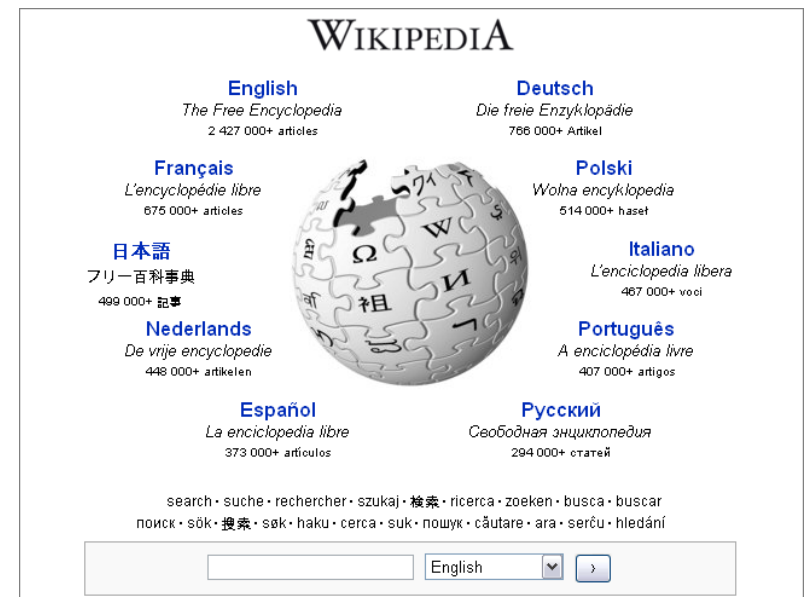 WIKIPEDIA
English
The Free Encyclopedia
2 427 000+ articles
Deutsch
Die freie Enzyklopädie
766 000+ Artikel
Français
L'encyclopédie libre
675 000+ articles
Polski
Wolna encyklopedia
514 000+ haseł
日本語
フリー百科事典
499 000+ 記事
Italiano
L'enciclopedia libera
467 000+ voci
Nederlands
De vrije encyclopedie
448 000+ artikelen
Português
A enciclopédia livre
407 000+ artigos
Español
La enciclopedia libre
373 000+ artículos
Русский
Свободная энциклопедия
294 000+ статей
Ω
W
И
祖
ワィ
search · suche · rechercher · szukaj · 検索 · ricerca · zoeken · busca · buscar
поиск · sök · 搜索 · søk · haku · cerca · suk · пошук · căutare · ara · serĉu · hledání
English